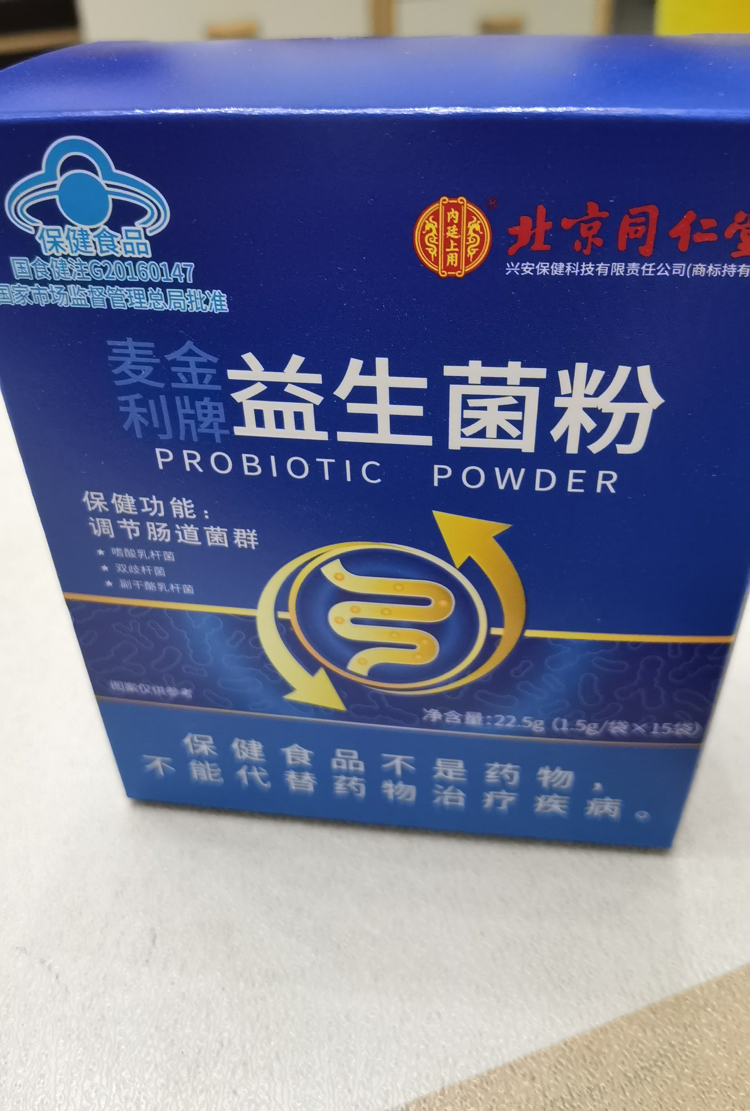 保健食品
国食健注G20160147
国家市场监督管理总局批准
内廷上用
北京同仁堂
兴安保健科技有限责任公司(商标持有
麦金
利牌
益生菌粉
PROBIOTIC POWDER
保健功能：
调节肠道菌群
★ 嗜酸乳杆菌
★ 双歧杆菌
★ 副干酪乳杆菌
图案仅供参考
净含量:22.5g（1.5g/袋×15袋）
保健食品不是药物，
不能代替药物治疗疾病。